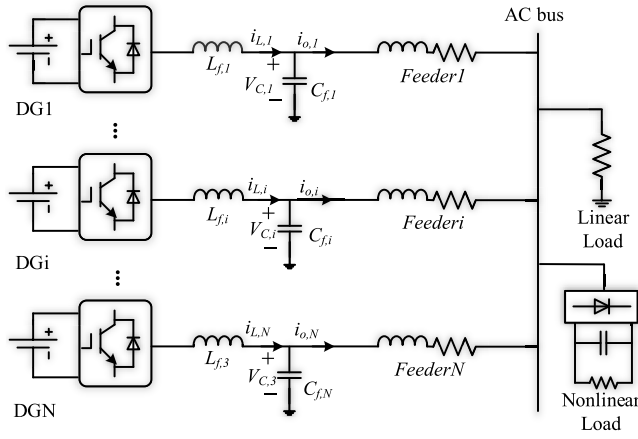 AC bus
i_{L,1}
i_{o,1}
+
−
L_{f,1}
+
V_{C,1}
−
C_{f,1}
Feeder1
DG1
...
i_{L,i}
i_{o,i}
+
−
L_{f,i}
+
V_{C,i}
−
C_{f,i}
Feederi
Linear
Load
DGi
...
i_{L,N}
i_{o,N}
+
−
L_{f,3}
+
V_{C,3}
−
C_{f,N}
FeederN
DGN
Nonlinear
Load